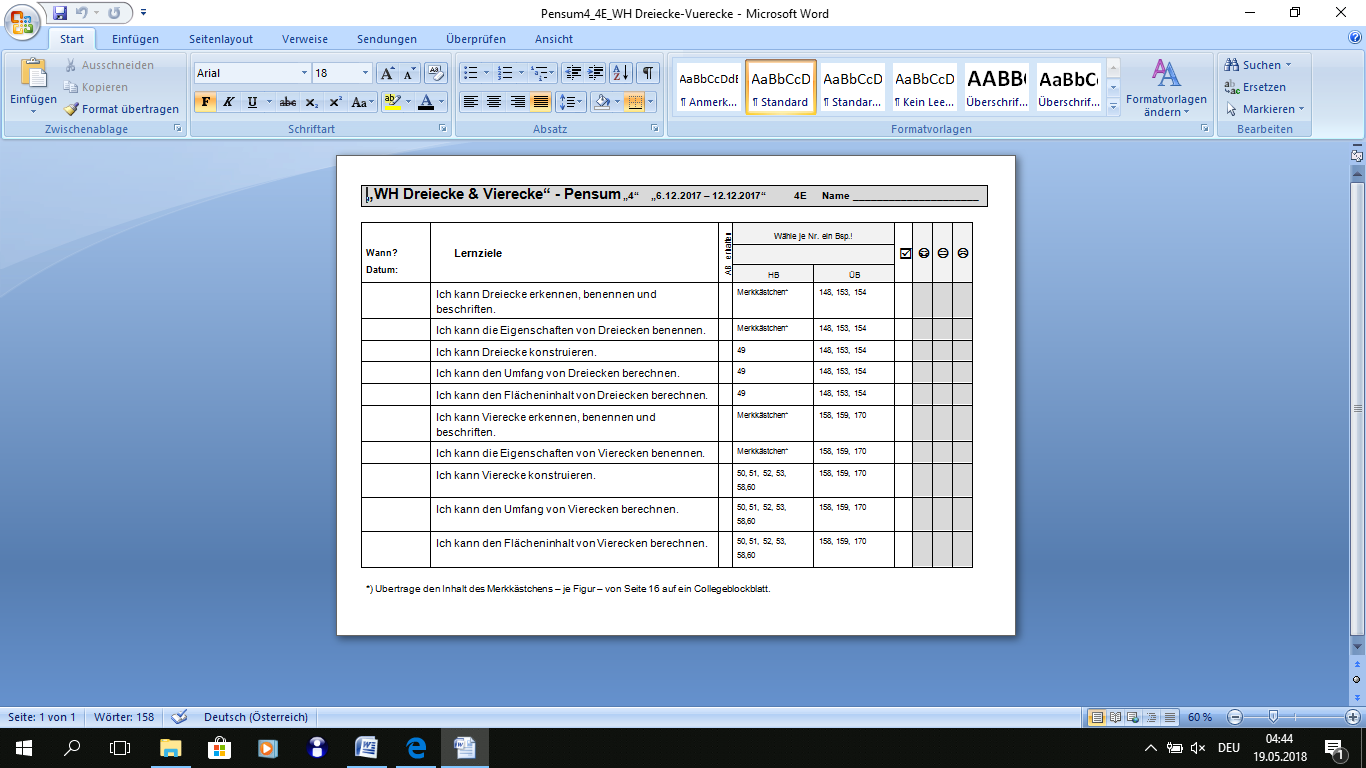 Pensum4_4E_WH Dreiecke-Vuerecke - Microsoft Word
Start Einfügen Seitenlayout Verweise Sendungen Überprüfen Ansicht
Einfügen
Ausschneiden
Kopieren
Format übertragen
Zwischenablage
Arial 18
F K U abc x₂ x² Aa
Schriftart
Absatz
AaBbCcDdE AaBbCcD AaBbCcD AaBbCcD AABB( AaBbC
¶ Anmerk... ¶ Standard ¶ Standar... ¶ Kein Lee... Überschrif... Überschrif...
Formatvorlagen ändern
Formatvorlagen
Suchen
Ersetzen
Markieren
Bearbeiten
„WH Dreiecke & Vierecke“ - Pensum „4“ „6.12.2017 – 12.12.2017“ 4E Name ______________________
Wann?
Datum:
Lernziele
AB erhalten
Wähle je Nr. ein Bsp.!
HB ÜB
Ich kann Dreiecke erkennen, benennen und Merkkästchen* 148, 153, 154
beschriften.
Ich kann die Eigenschaften von Dreiecken benennen. Merkkästchen* 148, 153, 154
Ich kann Dreiecke konstruieren. 49 148, 153, 154
Ich kann den Umfang von Dreiecken berechnen. 49 148, 153, 154
Ich kann den Flächeninhalt von Dreiecken berechnen. 49 148, 153, 154
Ich kann Vierecke erkennen, benennen und Merkkästchen* 158, 159, 170
beschriften.
Ich kann die Eigenschaften von Vierecken benennen. Merkkästchen* 158, 159, 170
Ich kann Vierecke konstruieren. 50, 51, 52, 53, 158, 159, 170
58,60
Ich kann den Umfang von Vierecken berechnen. 50, 51, 52, 53, 158, 159, 170
58,60
Ich kann den Flächeninhalt von Vierecken berechnen. 50, 51, 52, 53, 158, 159, 170
58,60
*) Übertrage den Inhalt des Merkkästchens – je Figur – von Seite 16 auf ein Collegeblockblatt.
Seite: 1 von 1 Wörter: 158 Deutsch (Österreich) 60 %
DEU
04:44
19.05.2018
1